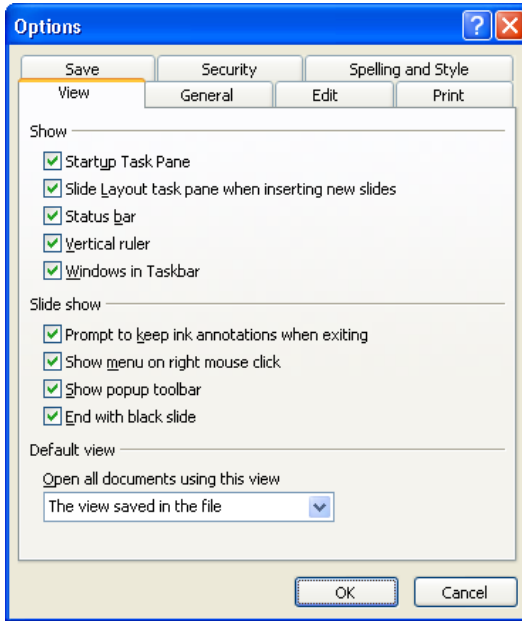 Options
Save Security Spelling and Style
View General Edit Print
Show
Startup Task Pane
Slide Layout task pane when inserting new slides
Status bar
Vertical ruler
Windows in Taskbar
Slide show
Prompt to keep ink annotations when exiting
Show menu on right mouse click
Show popup toolbar
End with black slide
Default view
Open all documents using this view
The view saved in the file
OK Cancel